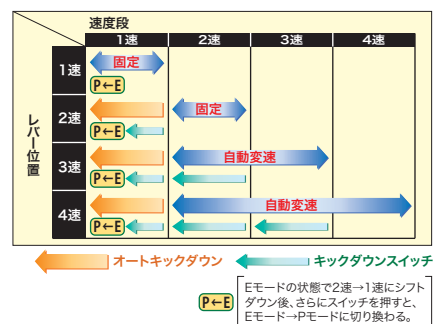 速度段
1速 2速 3速 4速
レバー位置
1速 固定
P←E
2速 固定
P←E
3速 自動変速
P←E
4速 自動変速
P←E
オートキックダウン キックダウンスイッチ
P←E
Eモードの状態で2速→1速にシフト
ダウン後、さらにスイッチを押すと、
Eモード→Pモードに切り換わる。